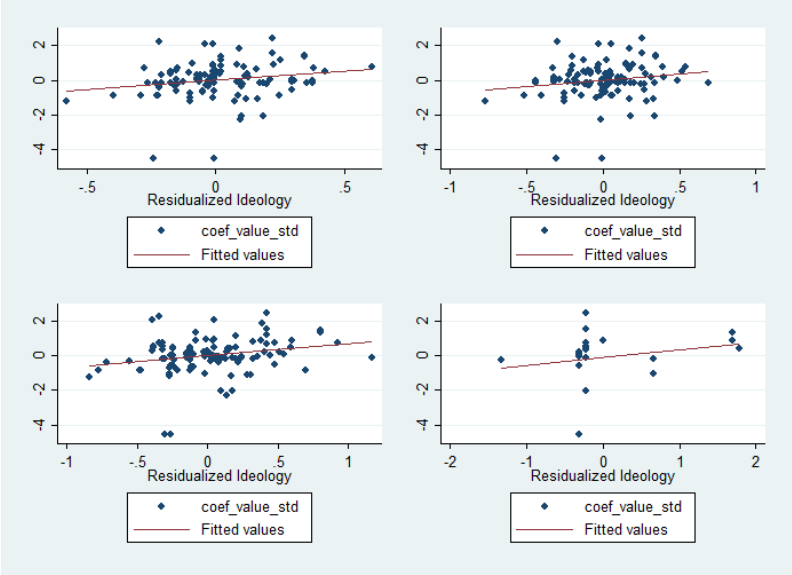 2
0
-2
-4
-.5
0
.5
Residualized Ideology
coef_value_std
Fitted values
2
0
-2
-4
-1
-.5
0
.5
1
Residualized Ideology
coef_value_std
Fitted values
2
0
-2
-4
-1
-.5
0
.5
1
Residualized Ideology
coef_value_std
Fitted values
2
0
-2
-4
-2
-1
0
1
2
Residualized Ideology
coef_value_std
Fitted values